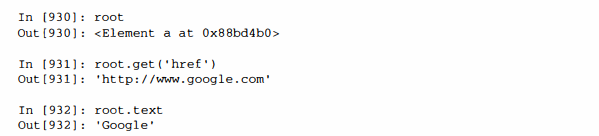 In [930]: root
Out[930]: <Element a at 0x88bd4b0>
In [931]: root.get('href')
Out[931]: 'http://www.google.com'
In [932]: root.text
Out[932]: 'Google'